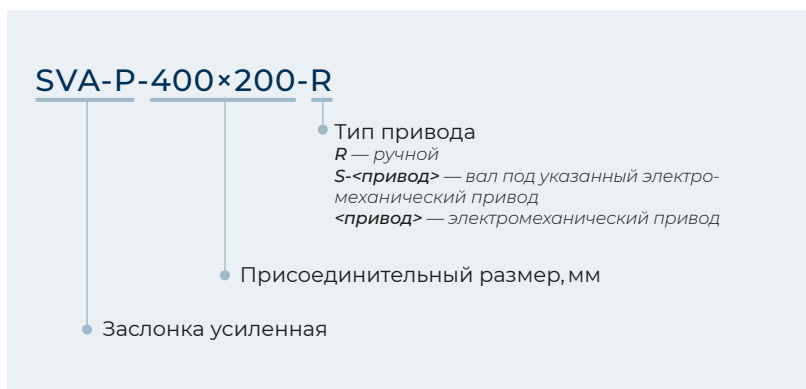 SVA-P-400×200-R
Тип привода
R — ручной
S-<привод> — вал под указанный электро-
механический привод
<привод> — электромеханический привод
Присоединительный размер, мм
Заслонка усиленная